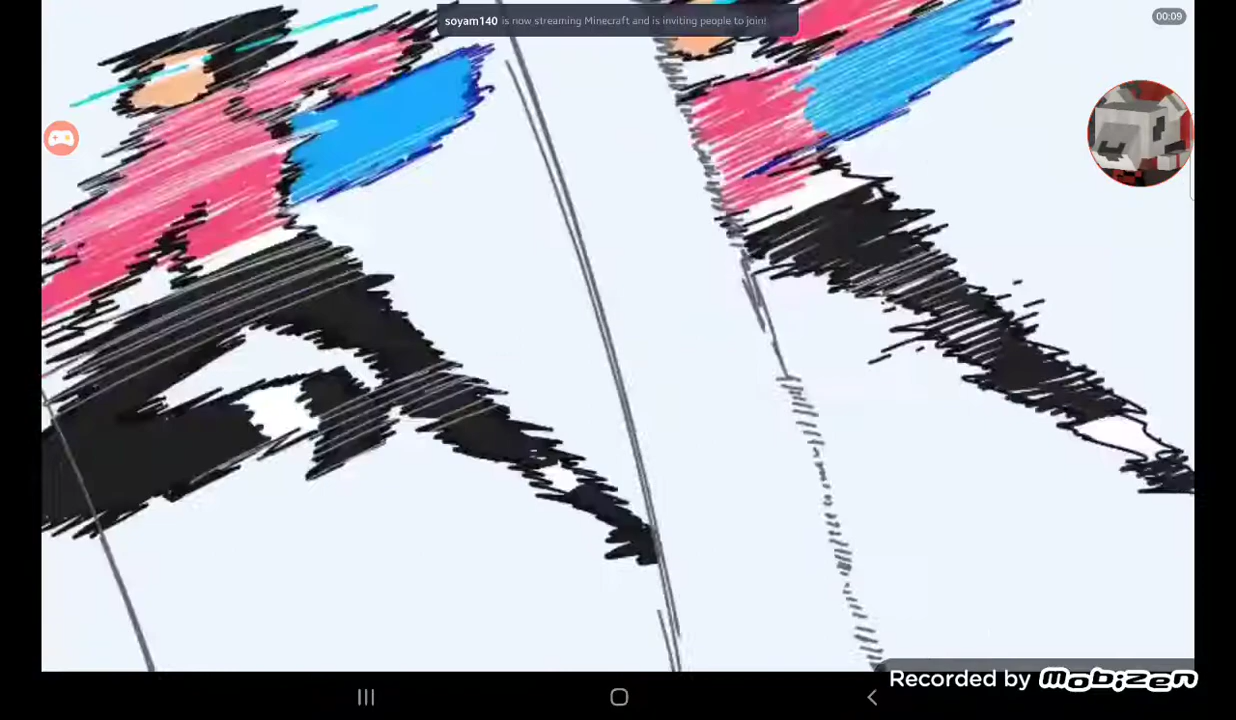 soyam140 is now streaming Minecraft and is inviting people to join!
00:09
Recorded by mobizen